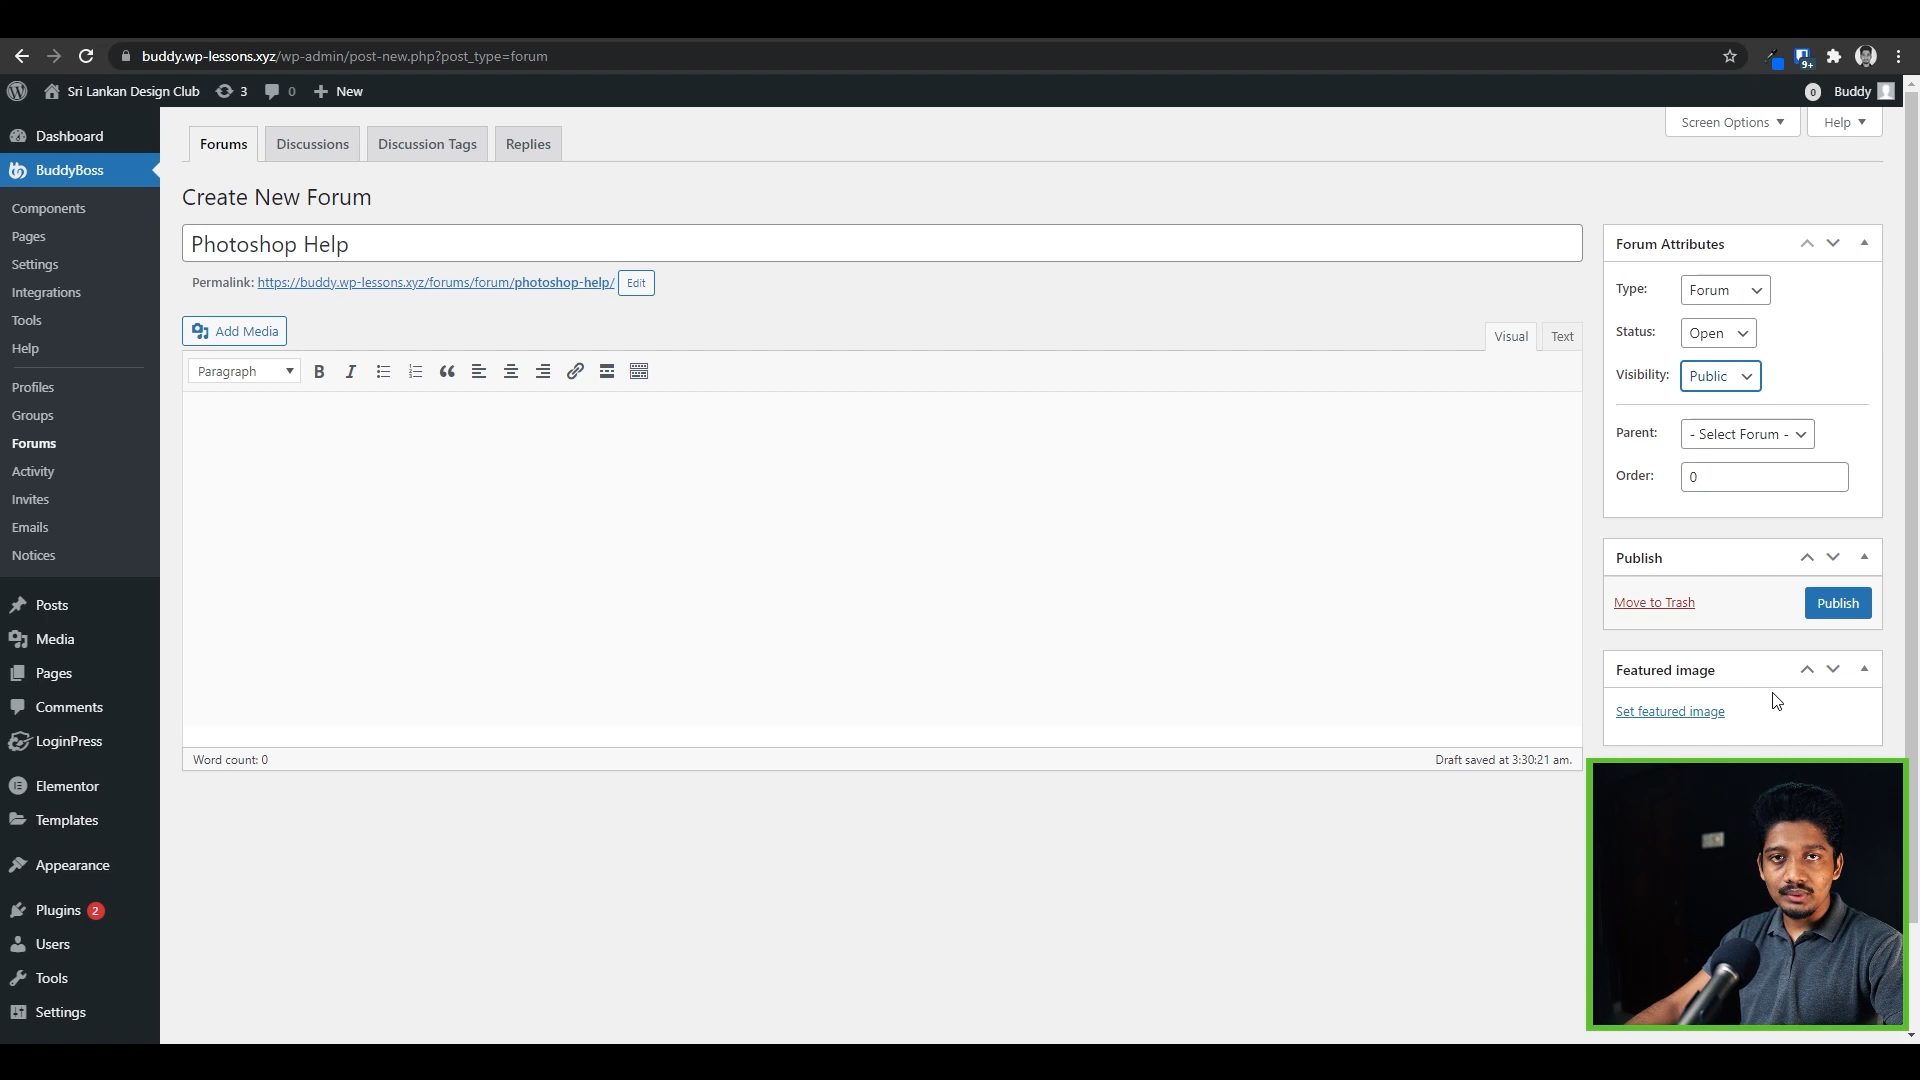 buddy.wp-lessons.xyz/wp-admin/post-new.php?post_type=forum
9+
Sri Lankan Design Club 3 0 New
0 Buddy
Dashboard
BuddyBoss
Components
Pages
Settings
Integrations
Tools
Help
Profiles
Groups
Forums
Activity
Invites
Emails
Notices
Posts
Media
Pages
Comments
LoginPress
Elementor
Templates
Appearance
Plugins 2
Users
Tools
Settings
Forums Discussions Discussion Tags Replies
Screen Options Help
Create New Forum
Photoshop Help
Permalink: https://buddy.wp-lessons.xyz/forums/forum/photoshop-help/ Edit
Add Media
Visual Text
Paragraph B I
Word count: 0
Draft saved at 3:30:21 am.
Forum Attributes
Type: Forum
Status: Open
Visibility: Public
Parent: - Select Forum -
Order: 0
Publish
Move to Trash Publish
Featured image
Set featured image